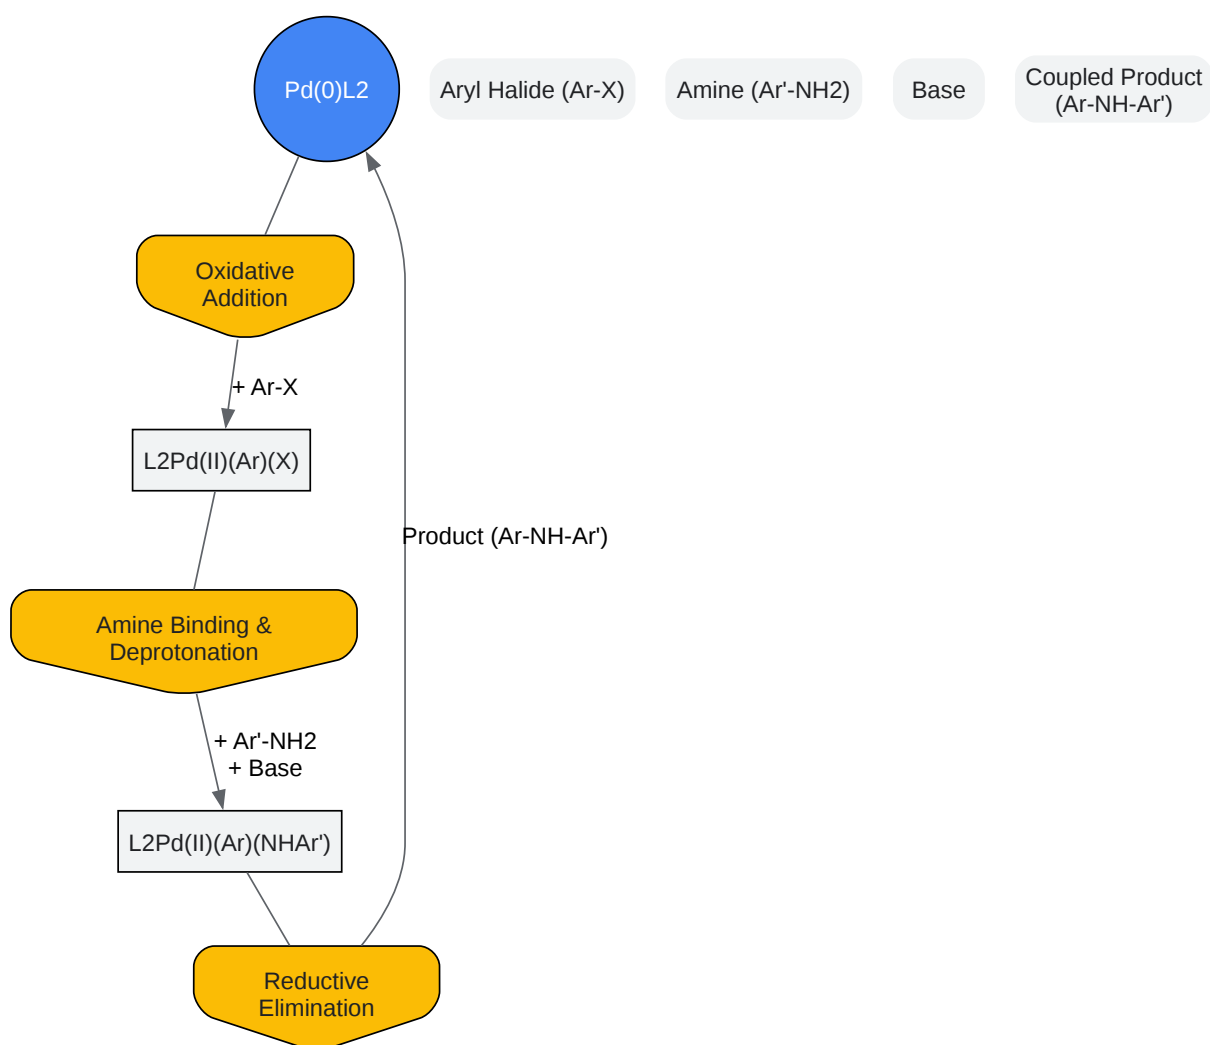 Pd(0)L2
Aryl Halide (Ar-X)
Amine (Ar'-NH2)
Base
Coupled Product
(Ar-NH-Ar')
Oxidative
Addition
+ Ar-X
L2Pd(II)(Ar)(X)
Product (Ar-NH-Ar')
Amine Binding &
Deprotonation
+ Ar'-NH2
+ Base
L2Pd(II)(Ar)(NHAr')
Reductive
Elimination